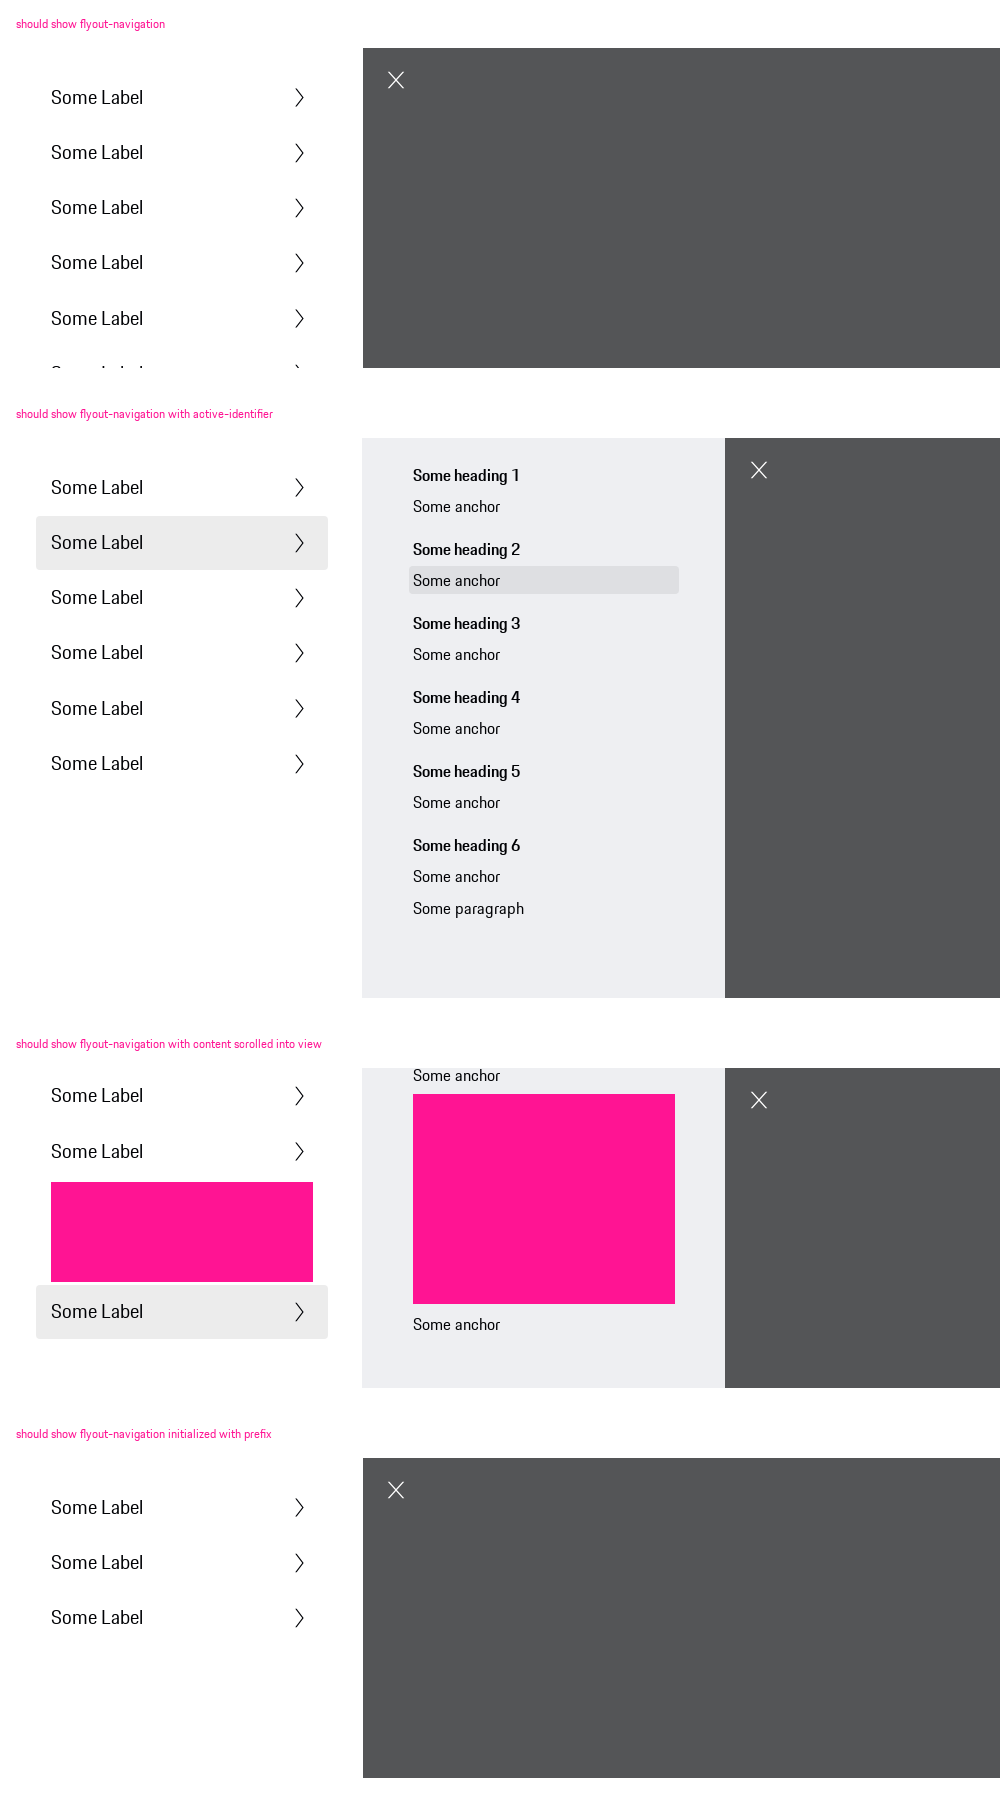 should show flyout-navigation
Some Label
Some Label
Some Label
Some Label
Some Label
should show flyout-navigation with active-identifier
Some Label
Some Label
Some Label
Some Label
Some Label
Some Label
Some heading 1
Some anchor
Some heading 2
Some anchor
Some heading 3
Some anchor
Some heading 4
Some anchor
Some heading 5
Some anchor
Some heading 6
Some anchor
Some paragraph
should show flyout-navigation with content scrolled into view
Some Label
Some Label
Some Label
Some anchor
Some anchor
should show flyout-navigation initialized with prefix
Some Label
Some Label
Some Label